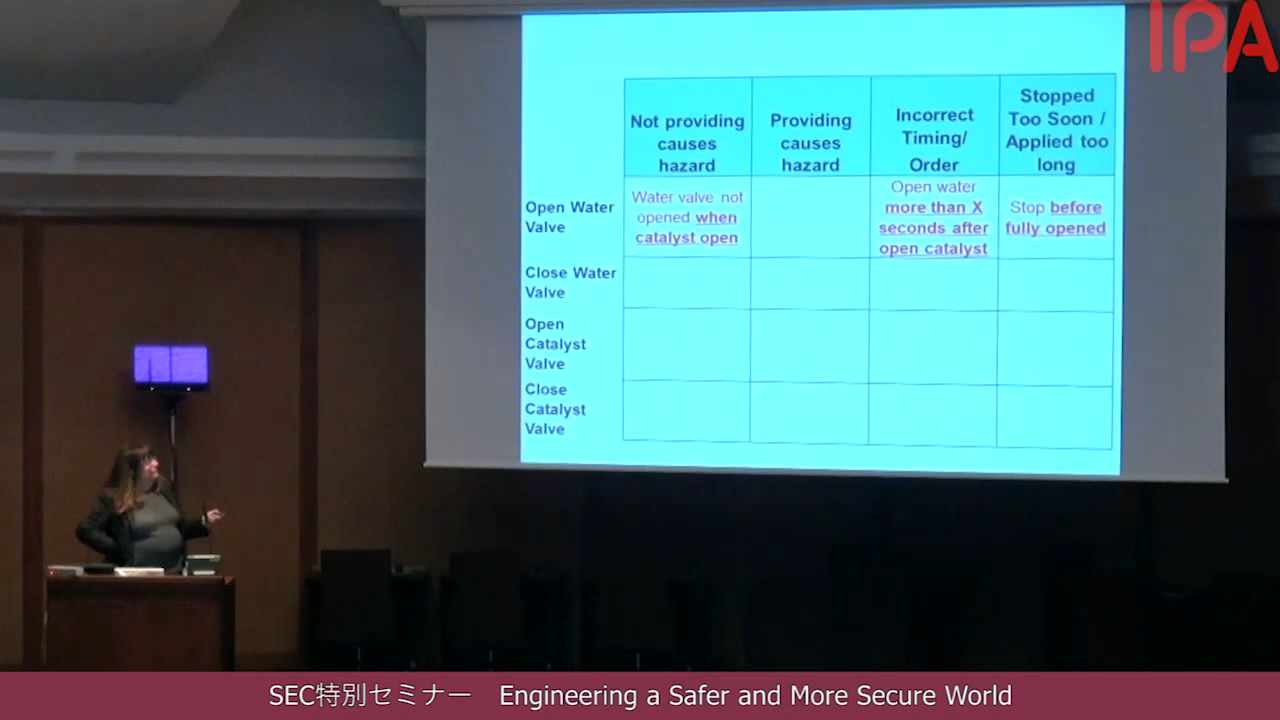 IPA
Not providing
causes
hazard
Providing
causes
hazard
Incorrect
Timing/
Order
Stopped
Too Soon /
Applied too
long
Open Water
Valve
Water valve not
opened when
catalyst open
Open water
more than X
seconds after
open catalyst
Stop before
fully opened
Close Water
Valve
Open
Catalyst
Valve
Close
Catalyst
Valve
SEC特別セミナー Engineering a Safer and More Secure World